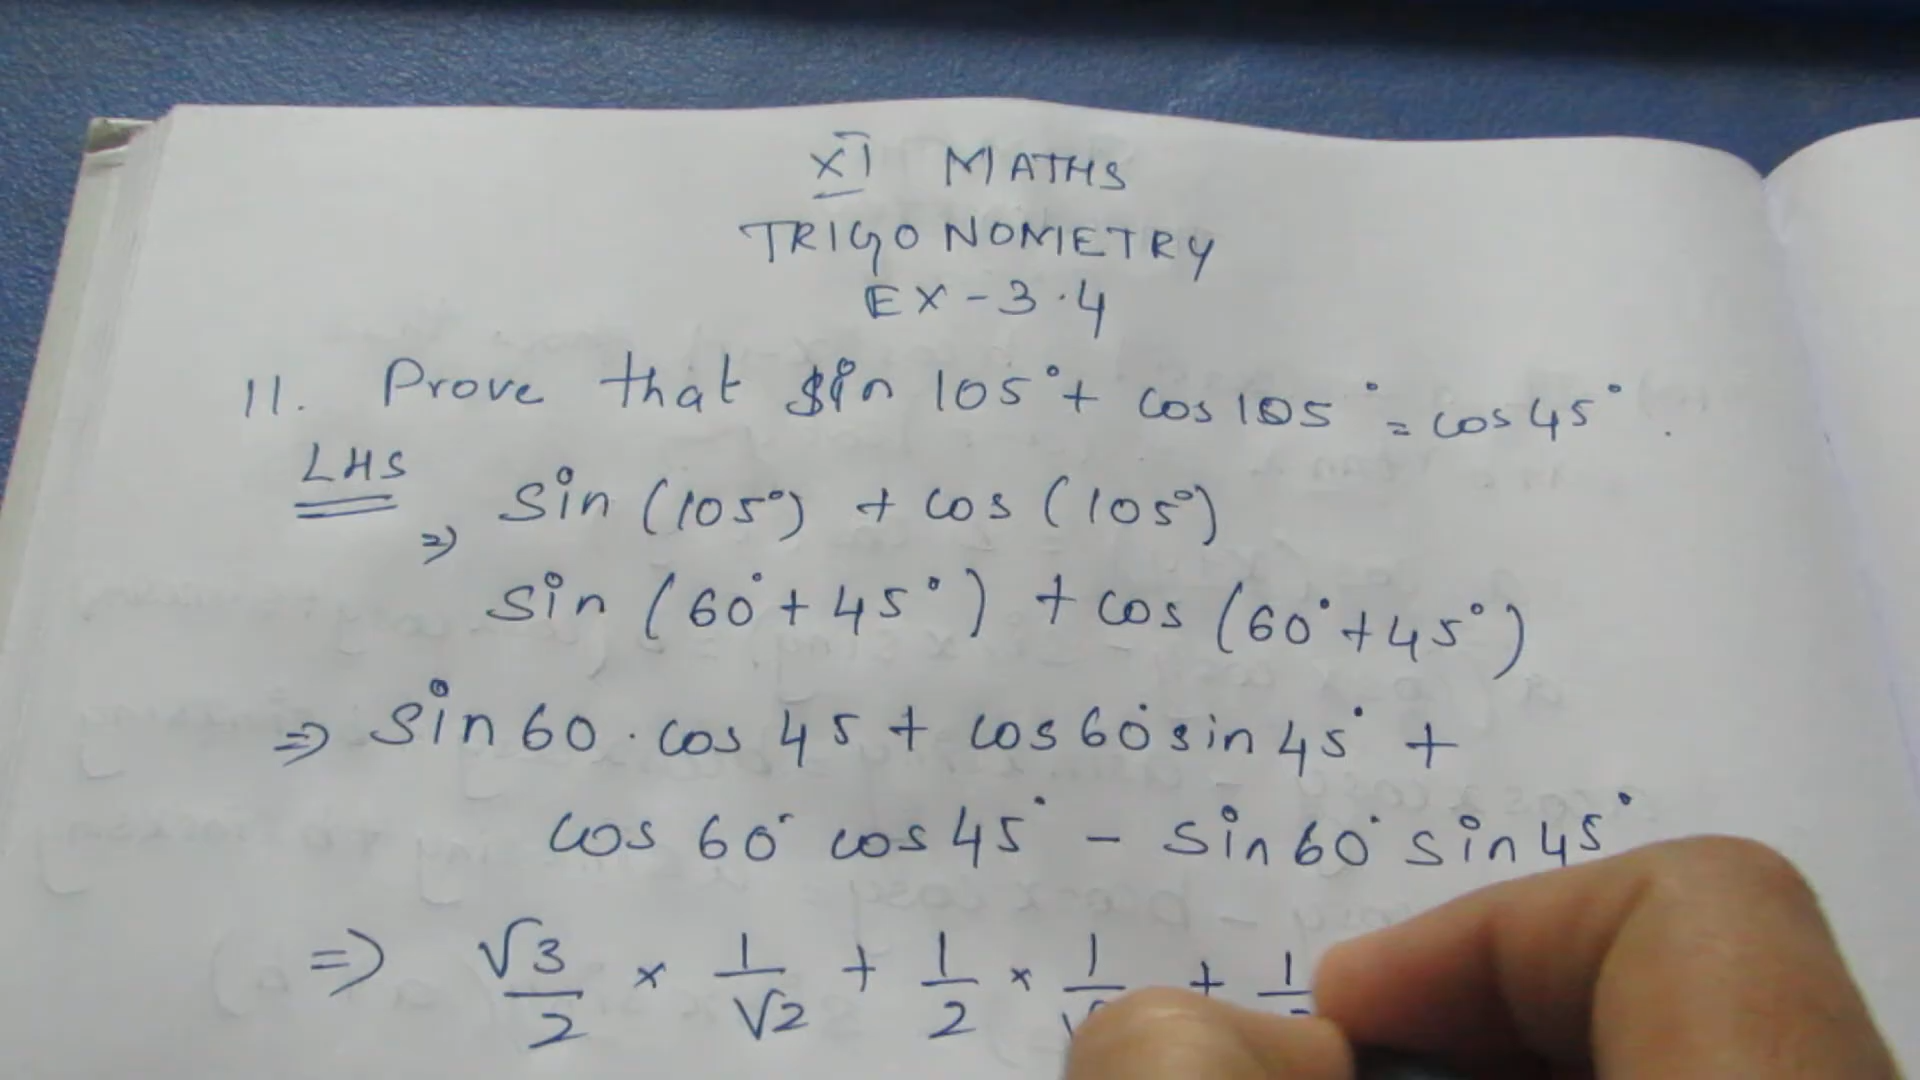 XI MATHS
TRIGONOMETRY
EX - 3.4
11. Prove that sin 105° + cos 105° = cos 45°.
LHS
⇒ sin (105°) + cos (105°)
sin (60° + 45°) + cos (60° + 45°)
⇒ sin 60 . cos 45 + cos 60° sin 45° +
cos 60° cos 45° - sin 60° sin 45°
⇒ √3/2 × 1/√2 + 1/2 × 1/ + 1/